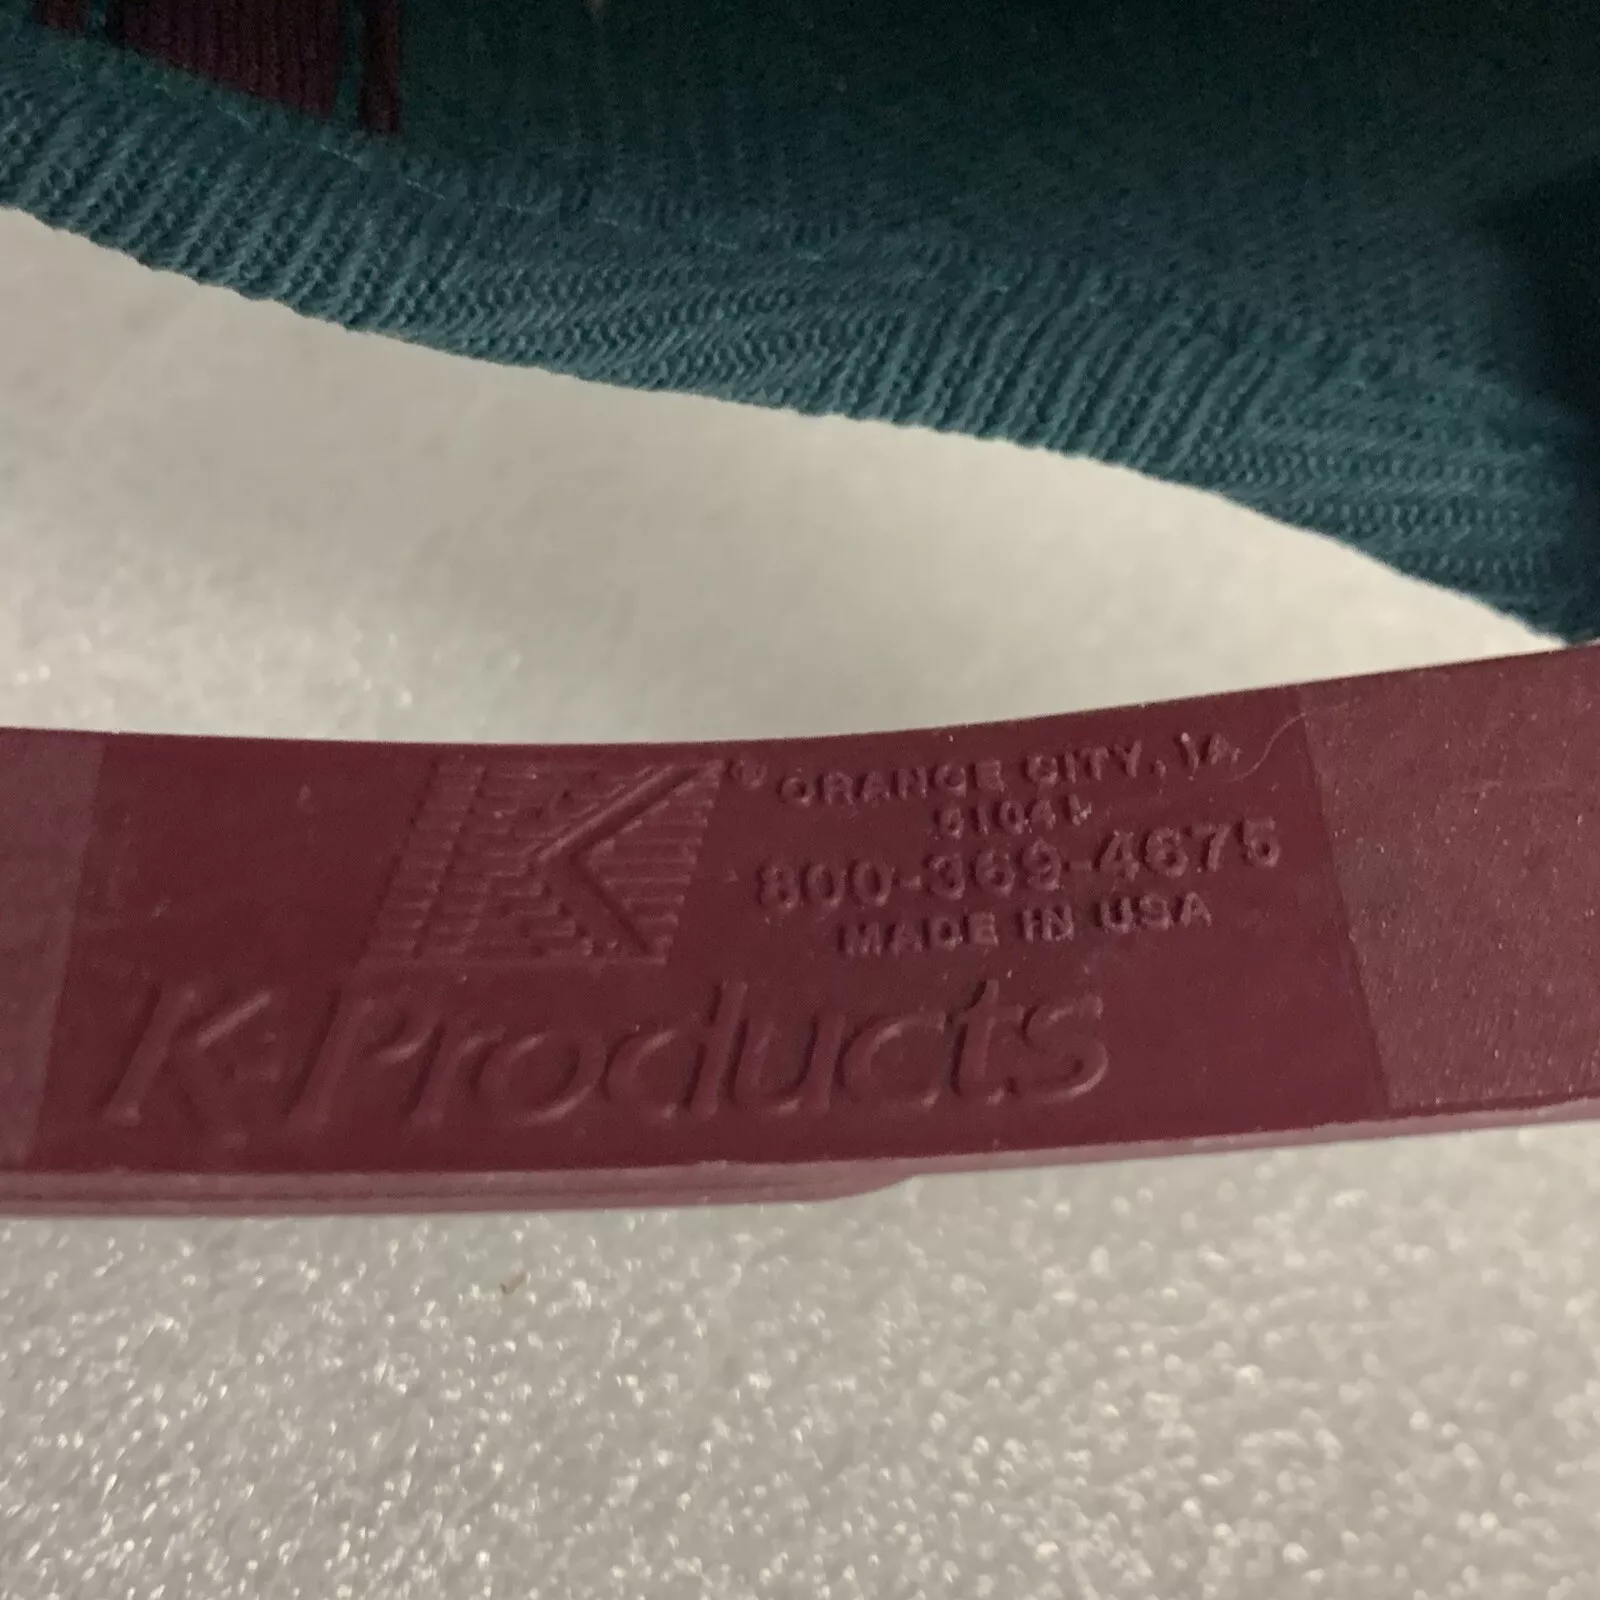 K ® ORANGE CITY, IA
51041
800-369-4675
MADE IN USA
K-Products